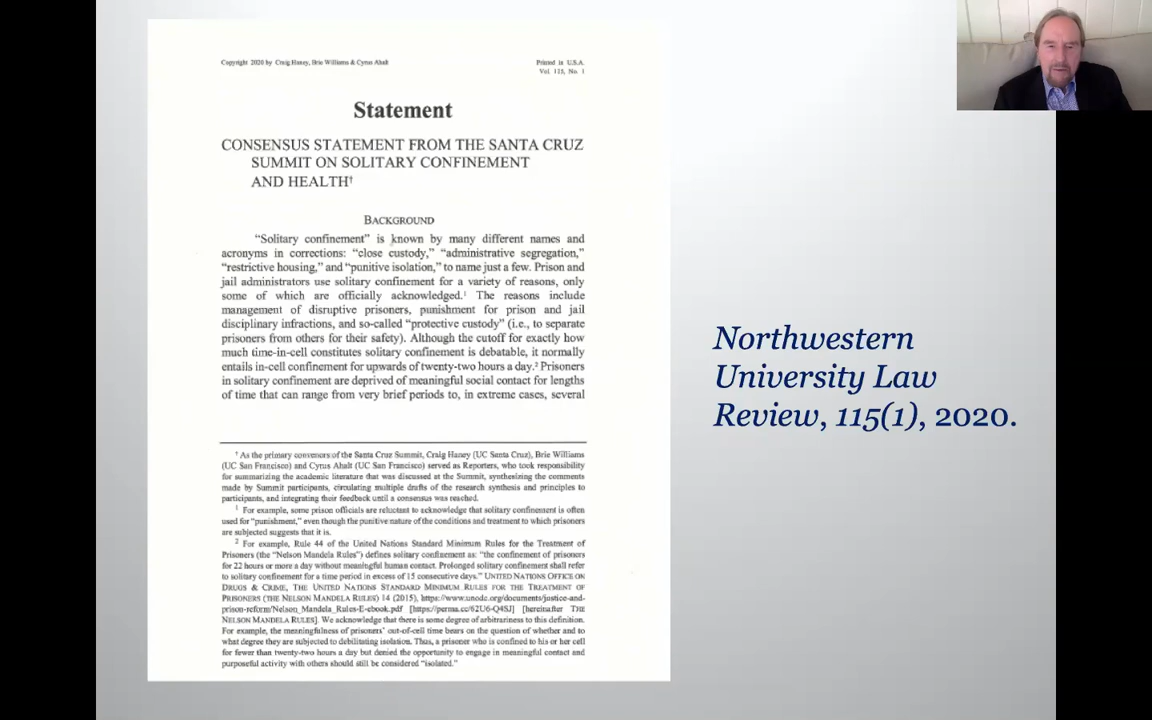 Copyright 2020 by Craig Haney, Brie Williams & Cyrus Ahalt
Printed in U.S.A.
Vol. 115, No. 1
Statement
CONSENSUS STATEMENT FROM THE SANTA CRUZ
SUMMIT ON SOLITARY CONFINEMENT
AND HEALTH†
BACKGROUND
“Solitary confinement” is known by many different names and
acronyms in corrections: “close custody,” “administrative segregation,”
“restrictive housing,” and “punitive isolation,” to name just a few. Prison and
jail administrators use solitary confinement for a variety of reasons, only
some of which are officially acknowledged.1 The reasons include
management of disruptive prisoners, punishment for prison and jail
disciplinary infractions, and so-called “protective custody” (i.e., to separate
prisoners from others for their safety). Although the cutoff for exactly how
much time-in-cell constitutes solitary confinement is debatable, it normally
entails in-cell confinement for upwards of twenty-two hours a day.2 Prisoners
in solitary confinement are deprived of meaningful social contact for lengths
of time that can range from very brief periods to, in extreme cases, several
† As the primary convenors of the Santa Cruz Summit, Craig Haney (UC Santa Cruz), Brie Williams
(UC San Francisco) and Cyrus Ahalt (UC San Francisco) served as Reporters, who took responsibility
for summarizing the academic literature that was discussed at the Summit, synthesizing the comments
made by Summit participants, circulating multiple drafts of the research synthesis and principles to
participants, and integrating their feedback until a consensus was reached.
1 For example, some prison officials are reluctant to acknowledge that solitary confinement is often
used for “punishment,” even though the punitive nature of the conditions and treatment to which prisoners
are subjected suggests that it is.
2 For example, Rule 44 of the United Nations Standard Minimum Rules for the Treatment of
Prisoners (the “Nelson Mandela Rules”) defines solitary confinement as: “the confinement of prisoners
for 22 hours or more a day without meaningful human contact. Prolonged solitary confinement shall refer
to solitary confinement for a time period in excess of 15 consecutive days.” UNITED NATIONS OFFICE ON
DRUGS & CRIME, THE UNITED NATIONS STANDARD MINIMUM RULES FOR THE TREATMENT OF
PRISONERS (THE NELSON MANDELA RULES) 14 (2015), https://www.unodc.org/documents/justice-and-
prison-reform/Nelson_Mandela_Rules-E-ebook.pdf [https://perma.cc/62U6-Q4SJ] [hereinafter THE
NELSON MANDELA RULES]. We acknowledge that there is some degree of arbitrariness to this definition.
For example, the meaningfulness of prisoners’ out-of-cell time bears on the question of whether and to
what degree they are subjected to debilitating isolation. Thus, a prisoner who is confined to his or her cell
for fewer than twenty-two hours a day but denied the opportunity to engage in meaningful contact and
purposeful activity with others should still be considered “isolated.”
Northwestern
University Law
Review, 115(1), 2020.